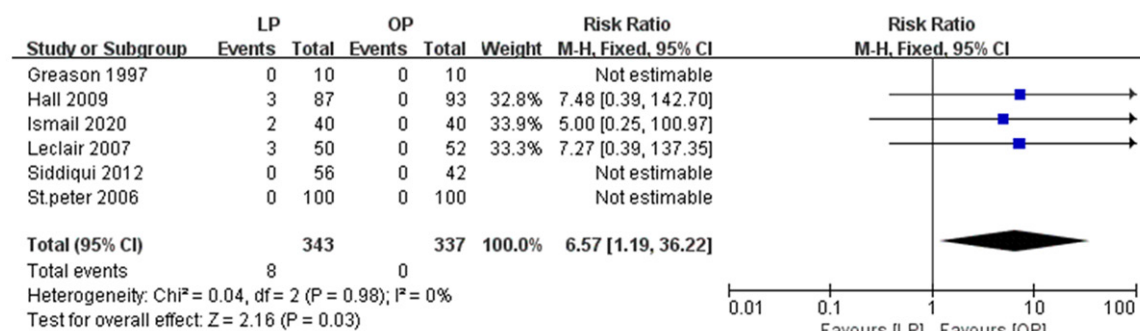 LP OP Risk Ratio Risk Ratio
Study or Subgroup Events Total Events Total Weight M-H, Fixed, 95% CI M-H, Fixed, 95% CI
Greason 1997 0 10 0 10 Not estimable
Hall 2009 3 87 0 93 32.8% 7.48 [0.39, 142.70]
Ismail 2020 2 40 0 40 33.9% 5.00 [0.25, 100.97]
Leclair 2007 3 50 0 52 33.3% 7.27 [0.39, 137.35]
Siddiqui 2012 0 56 0 42 Not estimable
St.peter 2006 0 100 0 100 Not estimable
Total (95% CI) 343 337 100.0% 6.57 [1.19, 36.22]
Total events 8 0
Heterogeneity: Chi² = 0.04, df = 2 (P = 0.98); I² = 0%
Test for overall effect: Z = 2.16 (P = 0.03)
0.01 0.1 1 10 100
Favours [LP] Favours [OP]